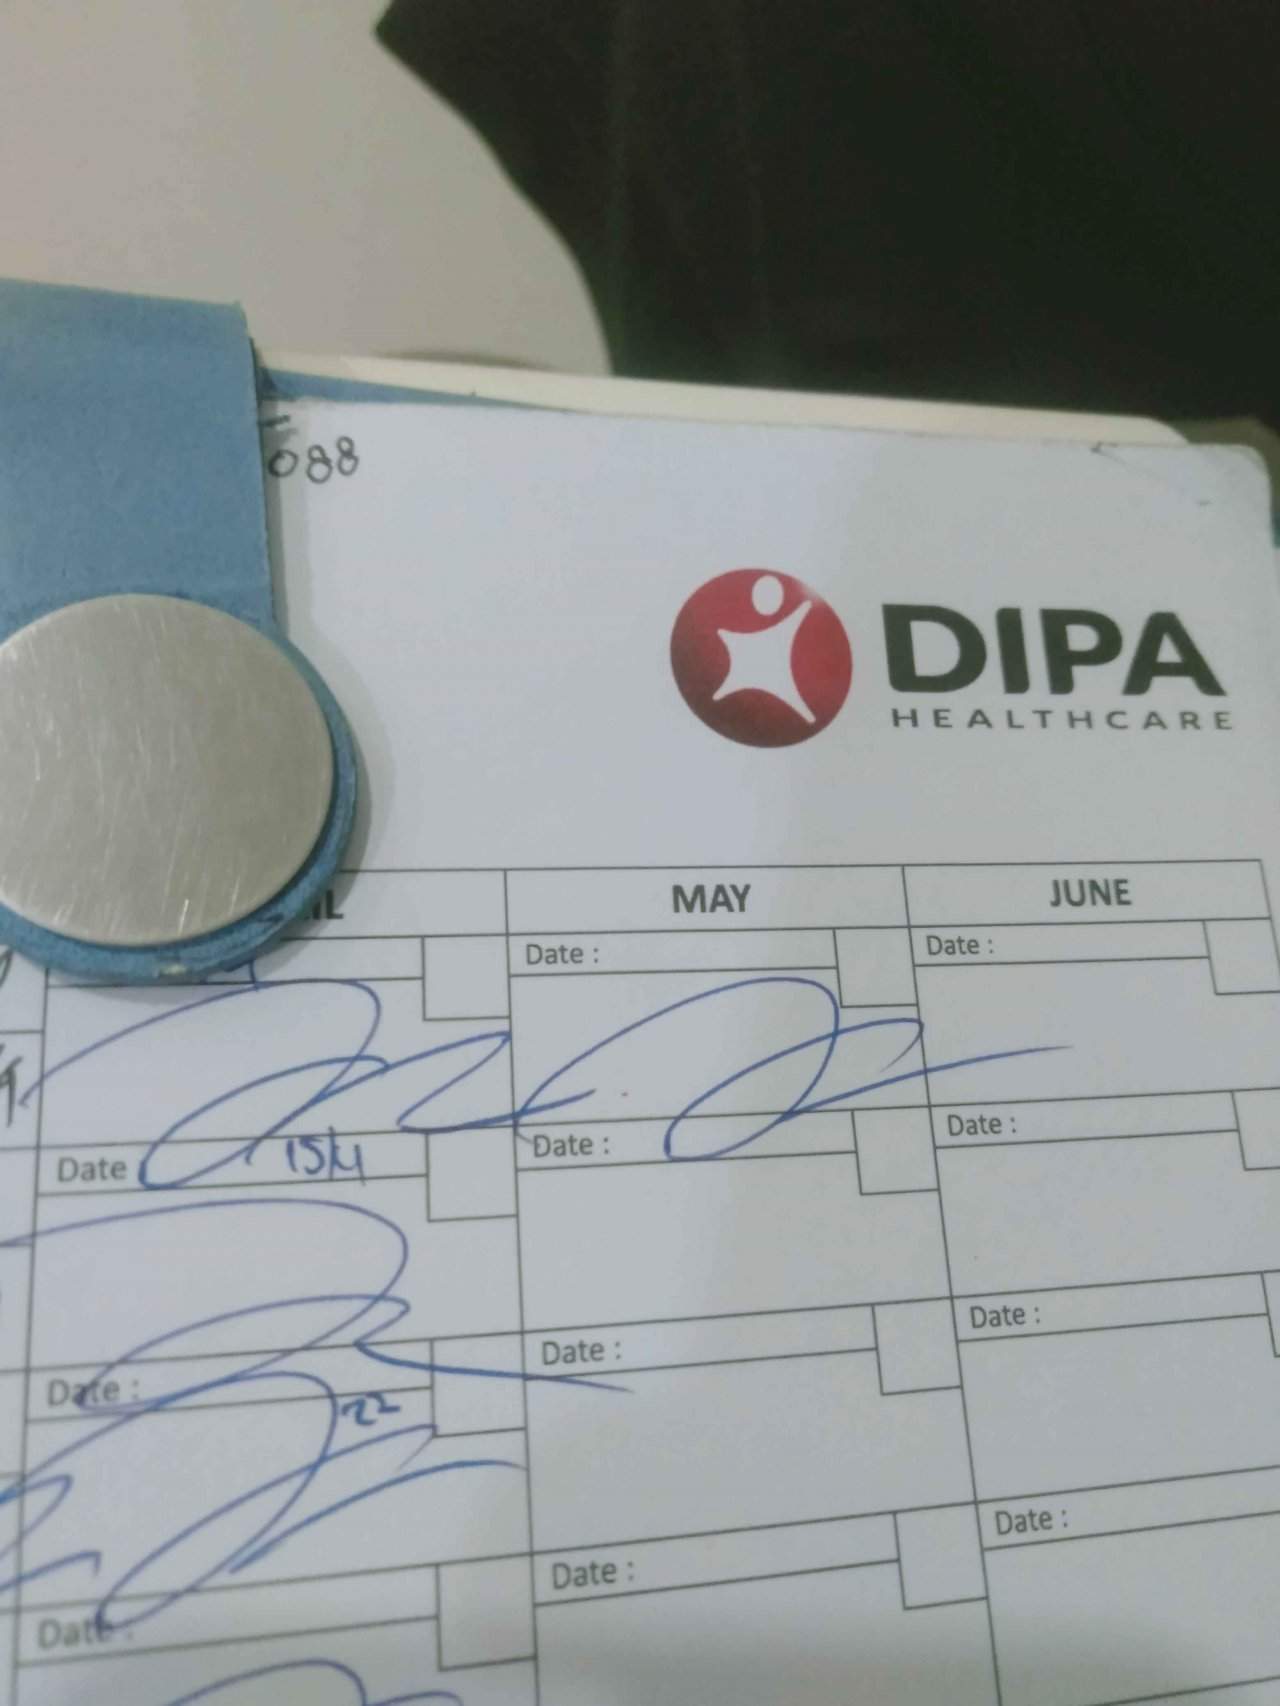 088
DIPA
HEALTHCARE
MAY JUNE
Date : Date :
Date 15/4 Date : Date :
Date : 22 Date : Date :
Date : Date : Date :